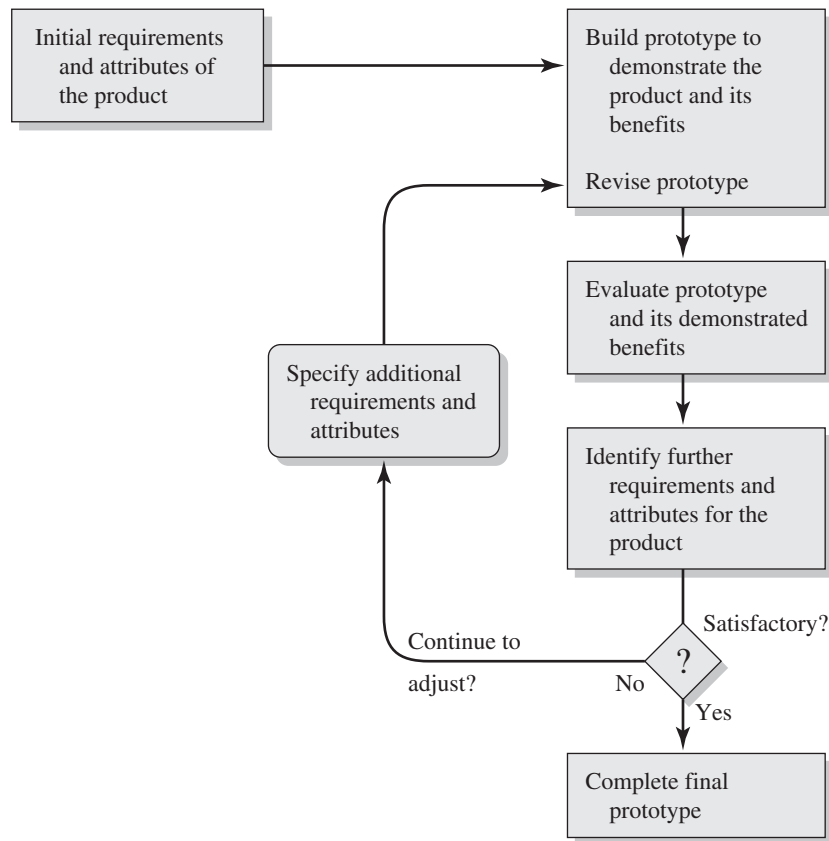 Initial requirements
and attributes of
the product
Build prototype to
demonstrate the
product and its
benefits
Revise prototype
Evaluate prototype
and its demonstrated
benefits
Specify additional
requirements and
attributes
Identify further
requirements and
attributes for the
product
Satisfactory?
?
Continue to
adjust?
No
Yes
Complete final
prototype